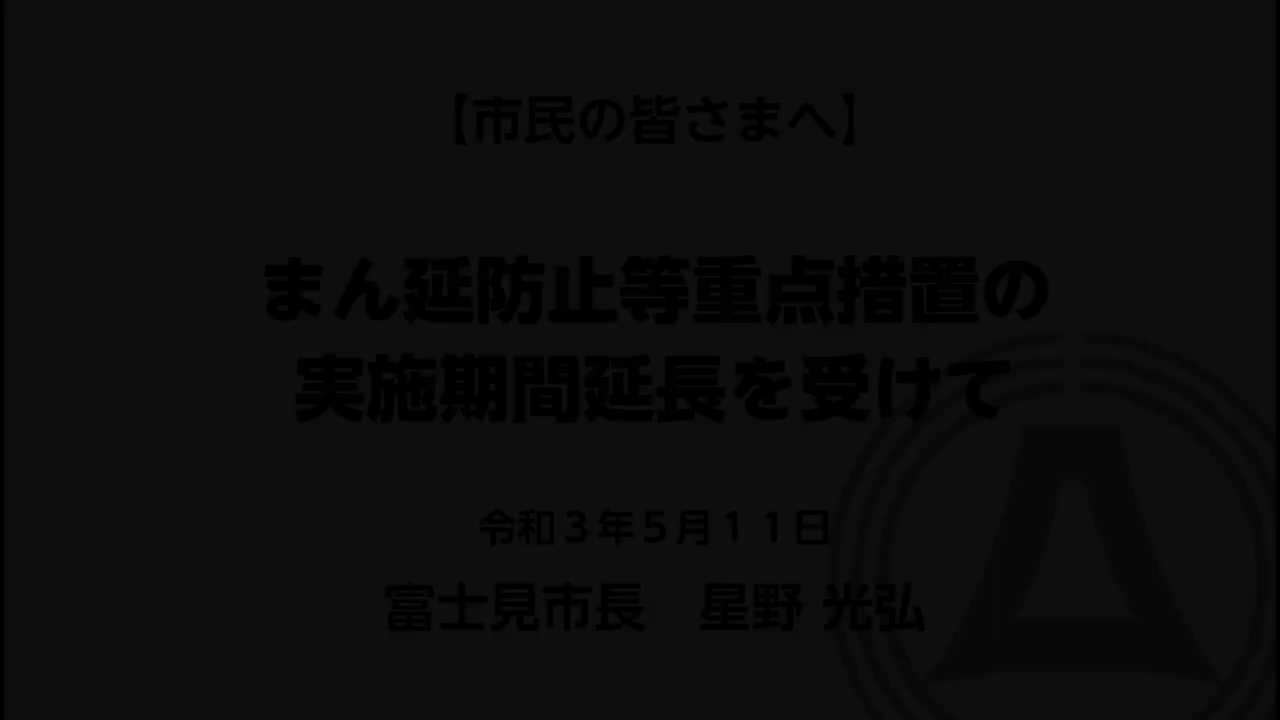 【市民の皆さまへ】
まん延防止等重点措置の
実施期間延長を受けて
令和３年５月１１日
富士見市長　星野 光弘